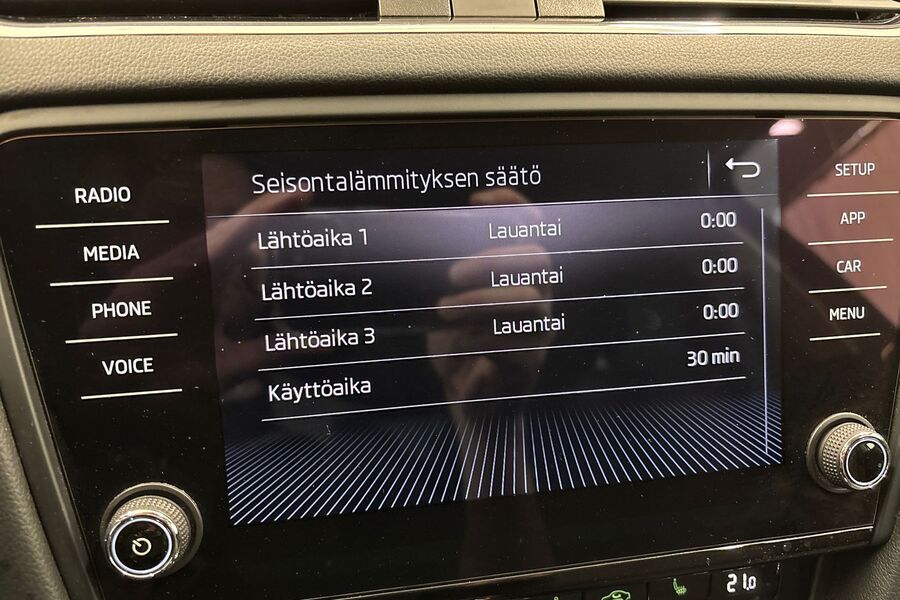 Seisontalämmityksen säätö
Lähtöaika 1 Lauantai 0:00
Lähtöaika 2 Lauantai 0:00
Lähtöaika 3 Lauantai 0:00
Käyttöaika 30 min
RADIO
MEDIA
PHONE
VOICE
SETUP
APP
CAR
MENU
21.0